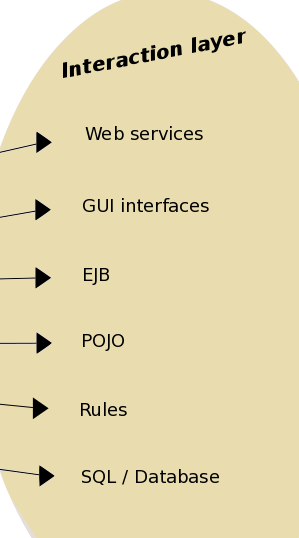 Interaction layer
Web services
GUI interfaces
EJB
POJO
Rules
SQL / Database